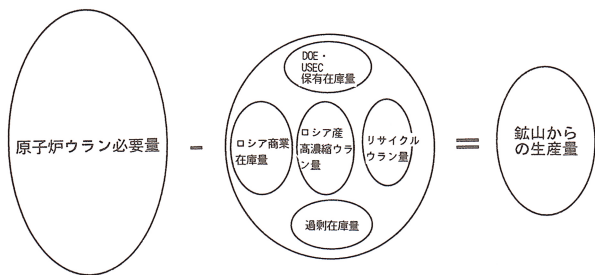 DOE・
USEC
保有在庫量
原子炉ウラン必要量
-
ロシア商業
在庫量
ロシア産
高濃縮ウラ
ン量
リサイクル
ウラン量
=
鉱山から
の生産量
過剰在庫量